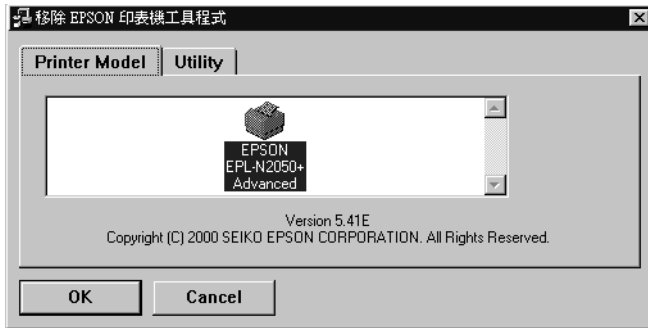 移除 EPSON 印表機工具程式
Printer Model Utility
EPSON
EPL-N2050+
Advanced
Version 5.41E
Copyright (C) 2000 SEIKO EPSON CORPORATION. All Rights Reserved.
OK Cancel